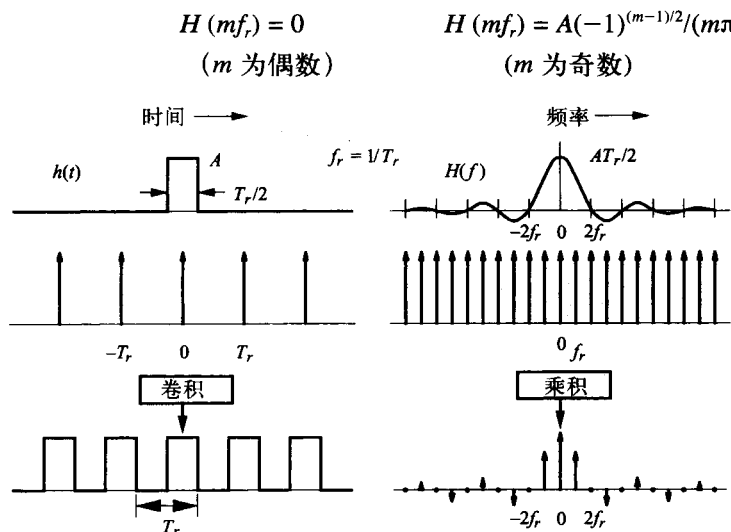 H (mf_r) = 0
H (mf_r) = A(-1)^{(m-1)/2}/(mπ
(m 为偶数)
(m 为奇数)
时间
频率
h(t)
A
T_r/2
f_r = 1/T_r
H(f)
AT_r/2
-2f_r 0 2f_r
-T_r 0 T_r
0 f_r
卷积
乘积
T_r
-2f_r 0 2f_r